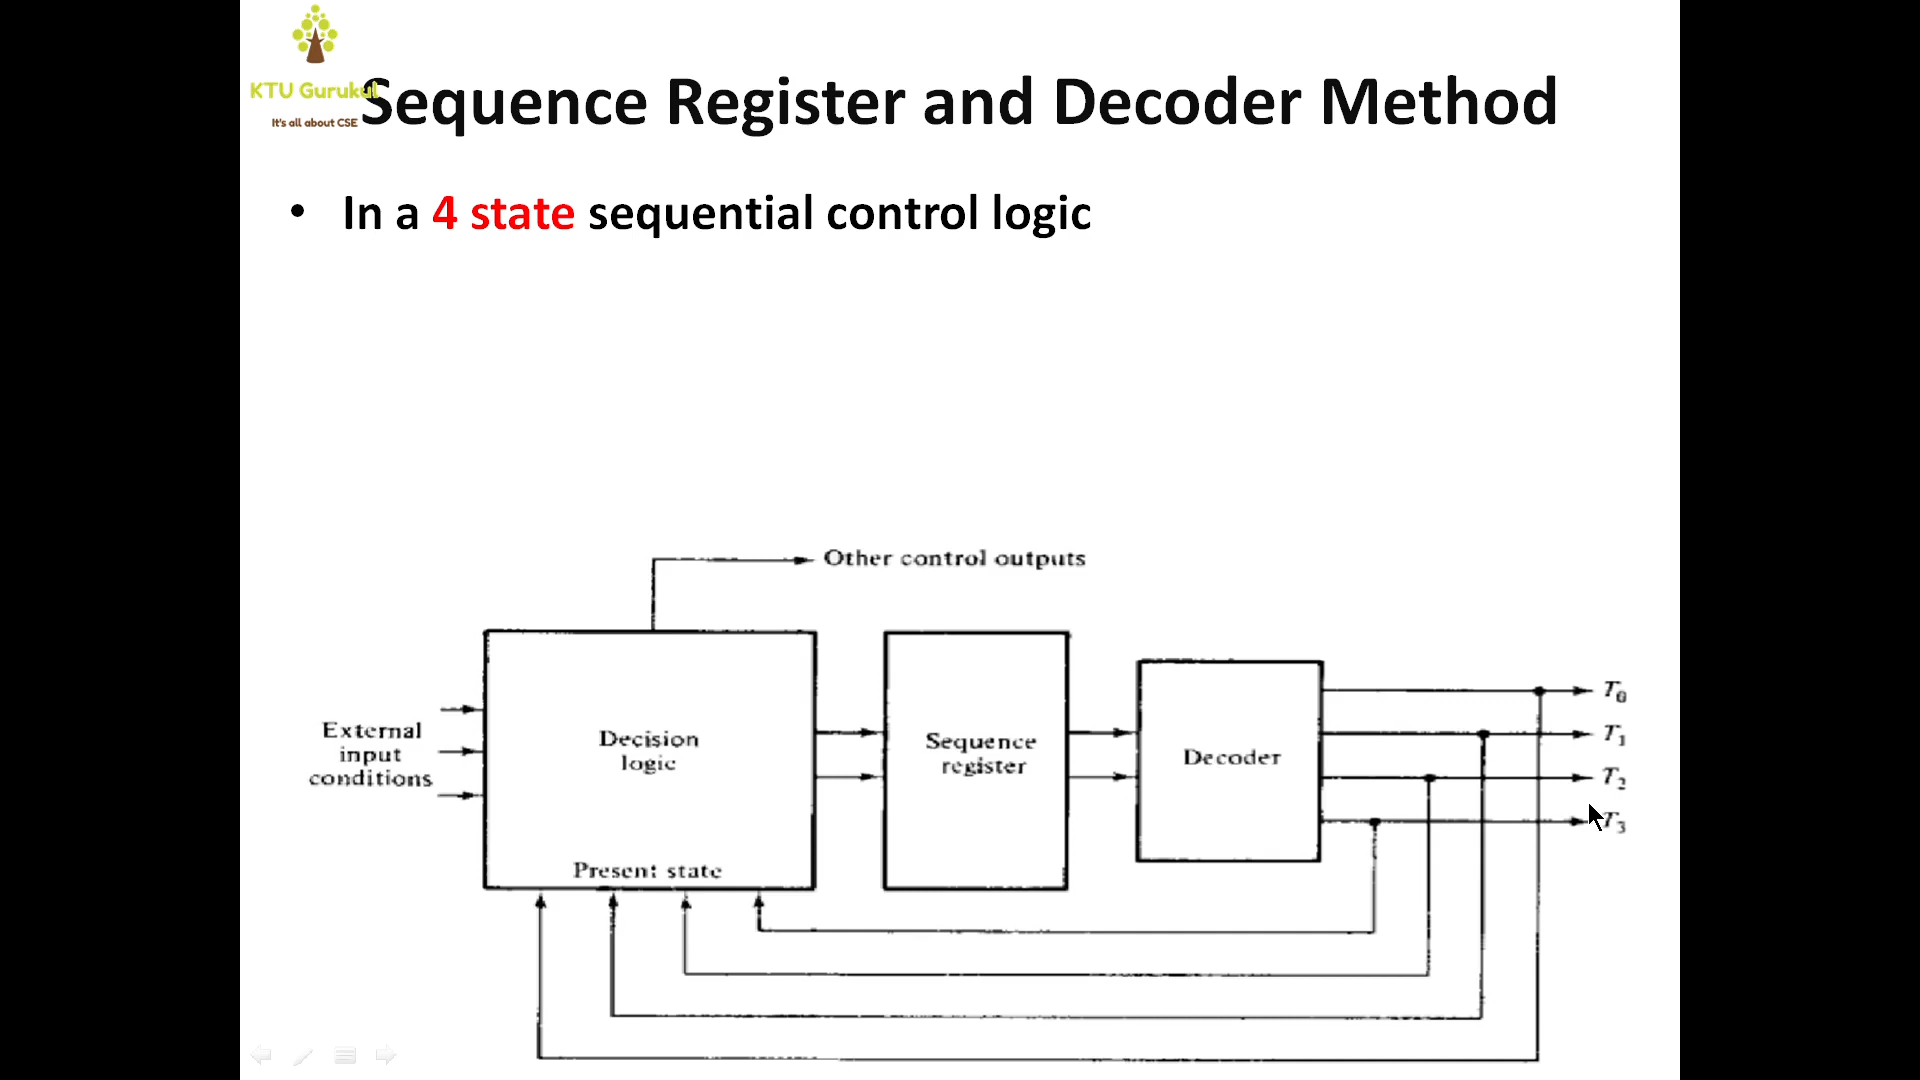 KTU Gurukul
It's all about CSE
Sequence Register and Decoder Method
• In a 4 state sequential control logic
Other control outputs
External
input
conditions
Decision
logic
Present state
Sequence
register
Decoder
T0
T1
T2
T3